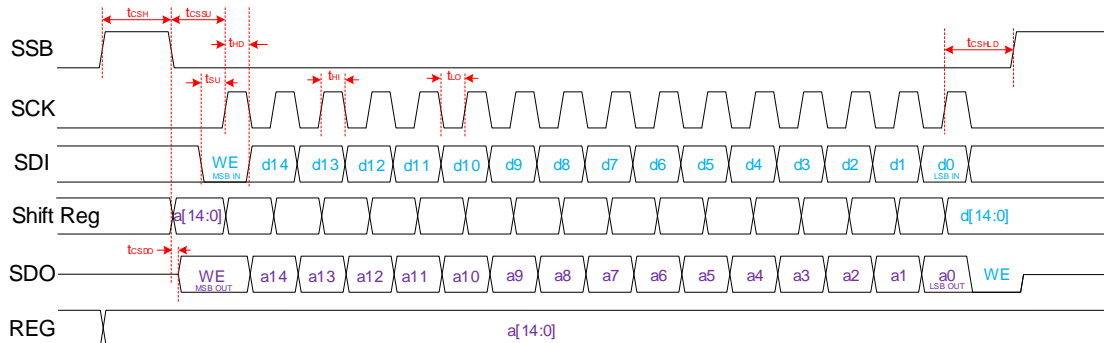 tCSH tCSSU
SSB tHD tCSHLD
tSU tHI tLO
SCK
SDI WE d14 d13 d12 d11 d10 d9 d8 d7 d6 d5 d4 d3 d2 d1 d0
MSB IN LSB IN
Shift Reg a[14:0] d[14:0]
tCSDO
SDO WE a14 a13 a12 a11 a10 a9 a8 a7 a6 a5 a4 a3 a2 a1 a0 WE
MSB OUT LSB OUT
REG a[14:0]